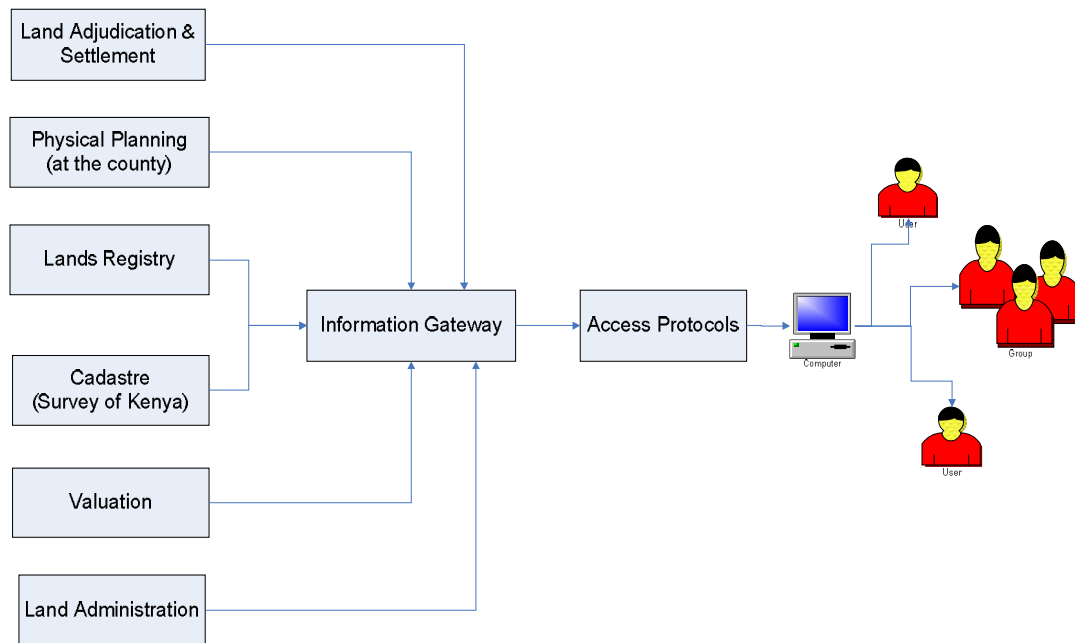 Land Adjudication &
Settlement
Physical Planning
(at the county)
Lands Registry
Cadastre
(Survey of Kenya)
Valuation
Land Administration
Information Gateway
Access Protocols
Computer
User
Group
User